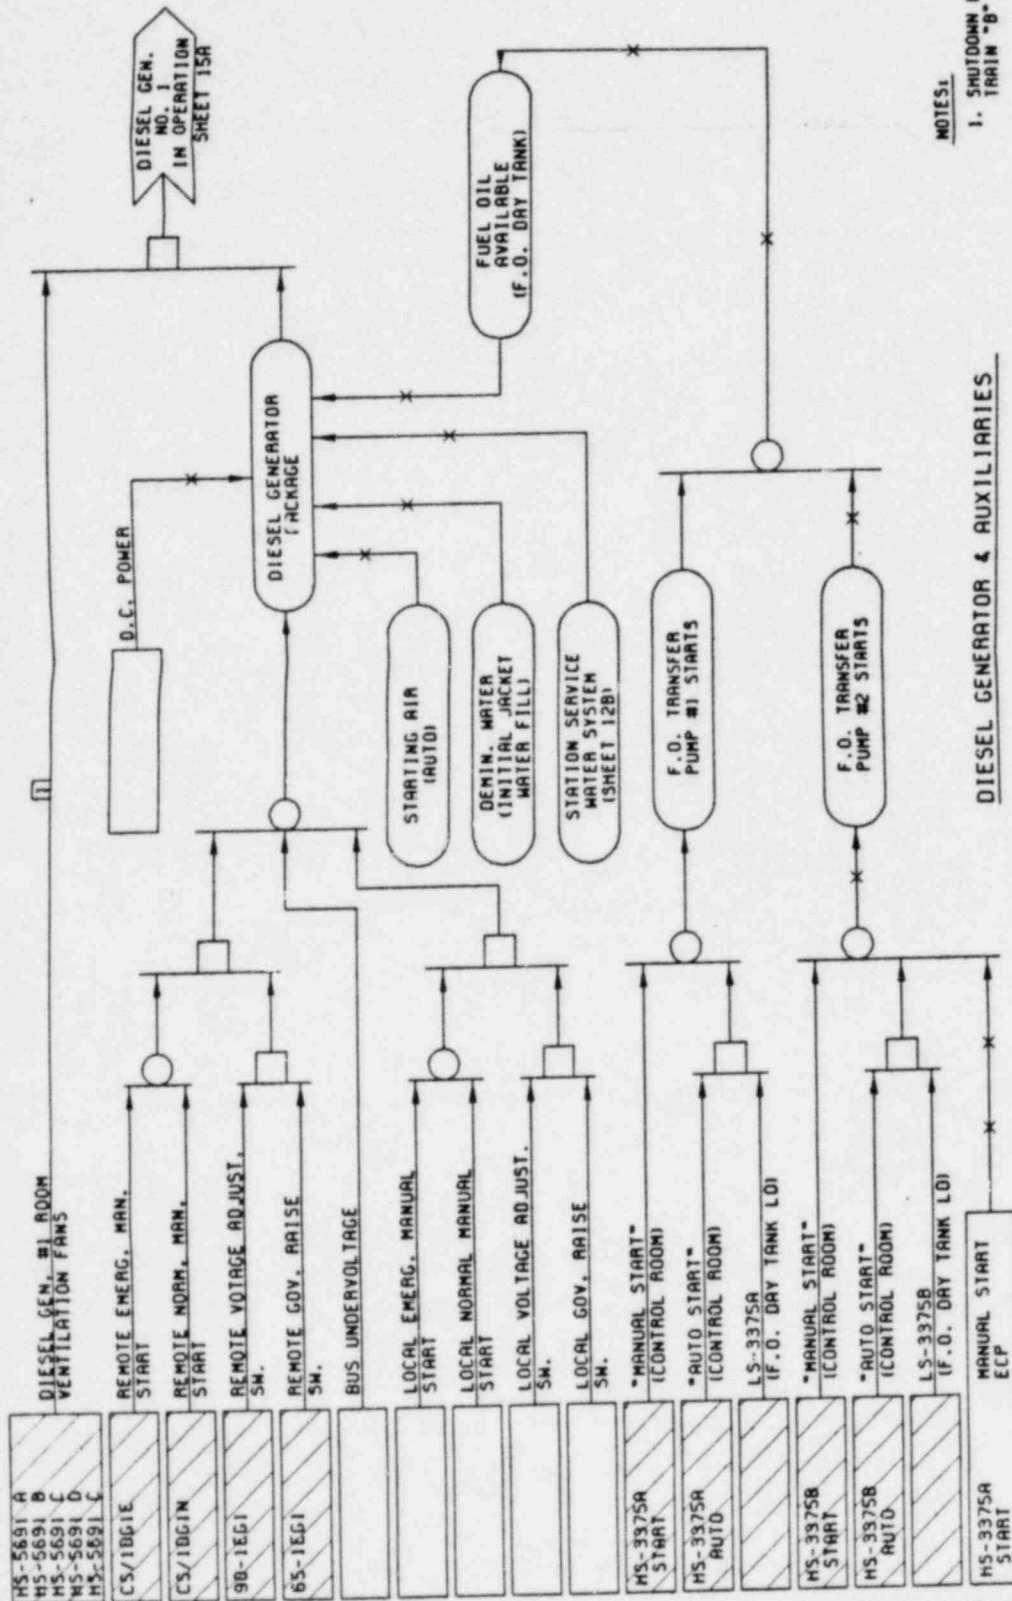 HS-5691 A
HS-5691 B
HS-5691 C
HS-5691 D
HS-5691 C
DIESEL GEN. #1 ROOM
VENTILATION FANS
1
D.C. POWER
DIESEL GEN.
NO. 1
IN OPERATION
SHEET 15A
CS/1DG1E
REMOTE EMERG. MAN.
START
CS/1DG1N
REMOTE NORM. MAN.
START
90-1EG1
REMOTE VOTAGE ADJUST.
SW.
65-1EG1
REMOTE GOV. RAISE
SW.
BUS UNDERVOLTAGE
LOCAL EMERG. MANUAL
START
LOCAL NORMAL MANUAL
START
LOCAL VOLTAGE ADJUST.
SW.
LOCAL GOV. RAISE
SW.
DIESEL GENERATOR
PACKAGE
STARTING AIR
(AUTO)
DEMIN. WATER
(INITIAL JACKET
WATER FILL)
STATION SERVICE
WATER SYSTEM
(SHEET 12B)
FUEL OIL
AVAILABLE
(F.O. DAY TANK)
HS-3375A
START
"MANUAL START"
(CONTROL ROOM)
HS-3375A
AUTO
"AUTO START"
(CONTROL ROOM)
LS-3375A
(F.O. DAY TANK LO)
F.O. TRANSFER
PUMP #1 STARTS
HS-3375B
START
"MANUAL START"
(CONTROL ROOM)
HS-3375B
AUTO
"AUTO START"
(CONTROL ROOM)
LS-3375B
(F.O. DAY TANK LO)
F.O. TRANSFER
PUMP #2 STARTS
HS-3375A
START
MANUAL START
ECP
DIESEL GENERATOR & AUXILIARIES
NOTES:
1. SHUTDOWN
TRAIN "B"